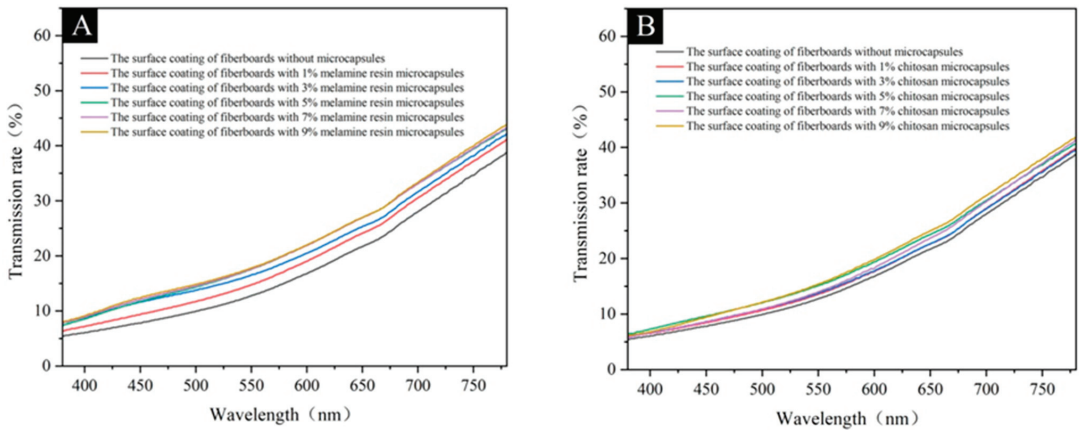 A
The surface coating of fiberboards without microcapsules
The surface coating of fiberboards with 1% melamine resin microcapsules
The surface coating of fiberboards with 3% melamine resin microcapsules
The surface coating of fiberboards with 5% melamine resin microcapsules
The surface coating of fiberboards with 7% melamine resin microcapsules
The surface coating of fiberboards with 9% melamine resin microcapsules
Transmission rate (%)
60
50
40
30
20
10
0
400 450 500 550 600 650 700 750
Wavelength（nm）
B
The surface coating of fiberboards without microcapsules
The surface coating of fiberboards with 1% chitosan microcapsules
The surface coating of fiberboards with 3% chitosan microcapsules
The surface coating of fiberboards with 5% chitosan microcapsules
The surface coating of fiberboards with 7% chitosan microcapsules
The surface coating of fiberboards with 9% chitosan microcapsules
Transmission rate（%）
60
50
40
30
20
10
0
400 450 500 550 600 650 700 750
Wavelength（nm）